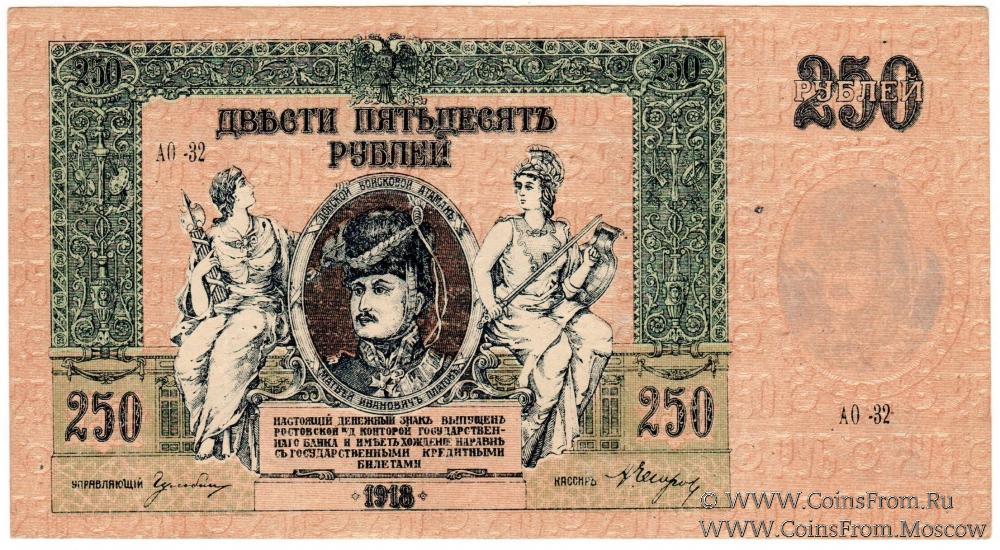 250
250
250
РУБЛЕЙ
ДВѢСТИ ПЯТЬДЕСЯТЪ
РУБЛЕЙ
АО -32
ДОНСКОЙ ВОЙСКОВОЙ АТАМАНЪ
МАТВѢЙ ИВАНОВИЧЪ ПЛАТОВЪ
250
250
АО -32
НАСТОЯЩІЙ ДЕНЕЖНЫЙ ЗНАКЪ ВЫПУЩЕНЪ
РОСТОВСКОЙ Н/Д КОНТОРОЙ ГОСУДАРСТВЕН-
НАГО БАНКА И ИМѢЕТЪ ХОЖДЕНІЕ НАРАВНѢ
СЪ ГОСУДАРСТВЕННЫМИ КРЕДИТНЫМИ
БИЛЕТАМИ
УПРАВЛЯЮЩІЙ
КАССИРЪ
1918
© WWW.CoinsFrom.Ru
WWW.CoinsFrom.Moscow